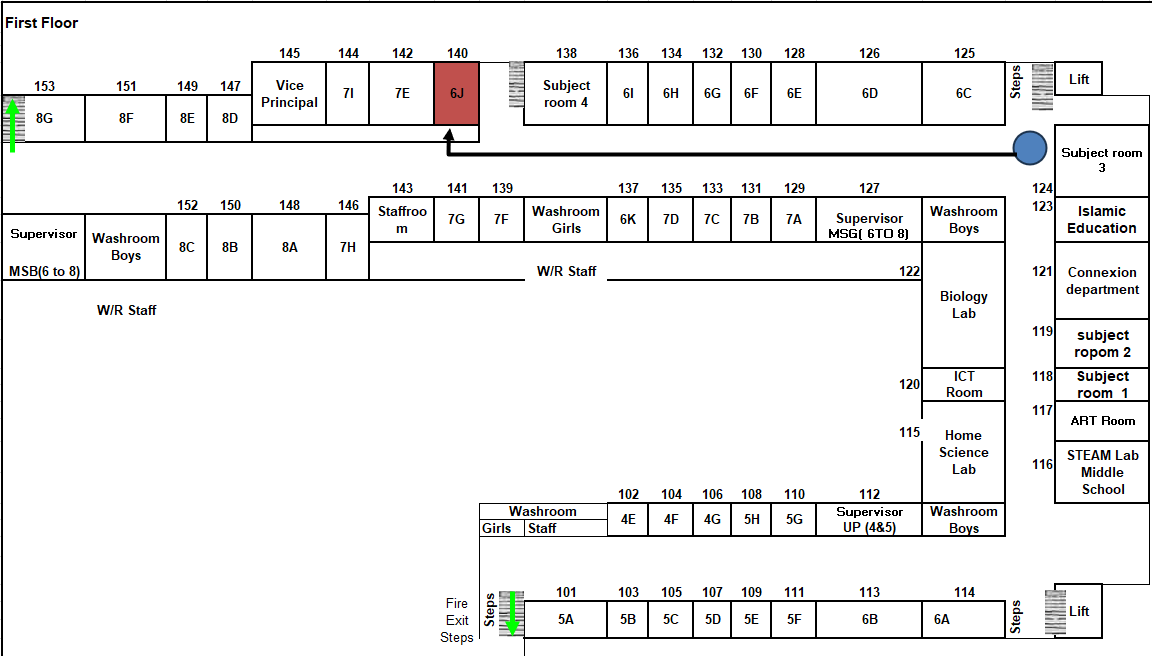 First Floor
145 144 142 140 138 136 134 132 130 128 126 125
153 151 149 147
Vice
Principal
7I 7E 6J
Subject
room 4
6I 6H 6G 6F 6E 6D 6C
Steps
Lift
8G 8F 8E 8D
Subject room
3
124
143 141 139 137 135 133 131 129 127
123
152 150 148 146
Staffroo
m
7G 7F
Washroom
Girls
6K 7D 7C 7B 7A
Supervisor
MSG( 6TO 8)
Washroom
Boys
Islamic
Education
Supervisor
MSB(6 to 8)
Washroom
Boys
8C 8B 8A 7H
W/R Staff
122
121
Connexion
department
W/R Staff
Biology
Lab
119
subject
ropom 2
120
ICT
Room
118
Subject
room 1
117
ART Room
115
Home
Science
Lab
116
STEAM Lab
Middle
School
102 104 106 108 110 112
Washroom
Girls Staff
4E 4F 4G 5H 5G
Supervisor
UP (4&5)
Washroom
Boys
101 103 105 107 109 111 113 114
Fire
Exit
Steps
Steps
5A 5B 5C 5D 5E 5F 6B 6A
Steps
Lift